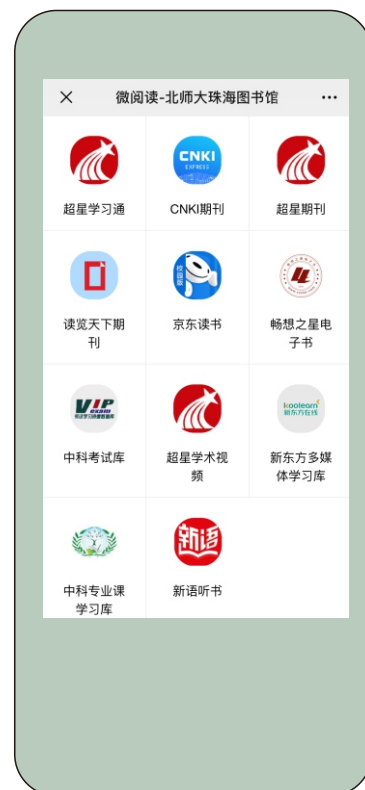 微阅读-北师大珠海图书馆
CNKI
EXPRESS
超星学习通
CNKI期刊
超星期刊
校园版
读览天下期
刊
京东读书
畅想之星电
子书
VIP
exam
koolearn
新东方在线
中科考试库
超星学术视
频
新东方多媒
体学习库
新语
中科专业课
学习库
新语听书